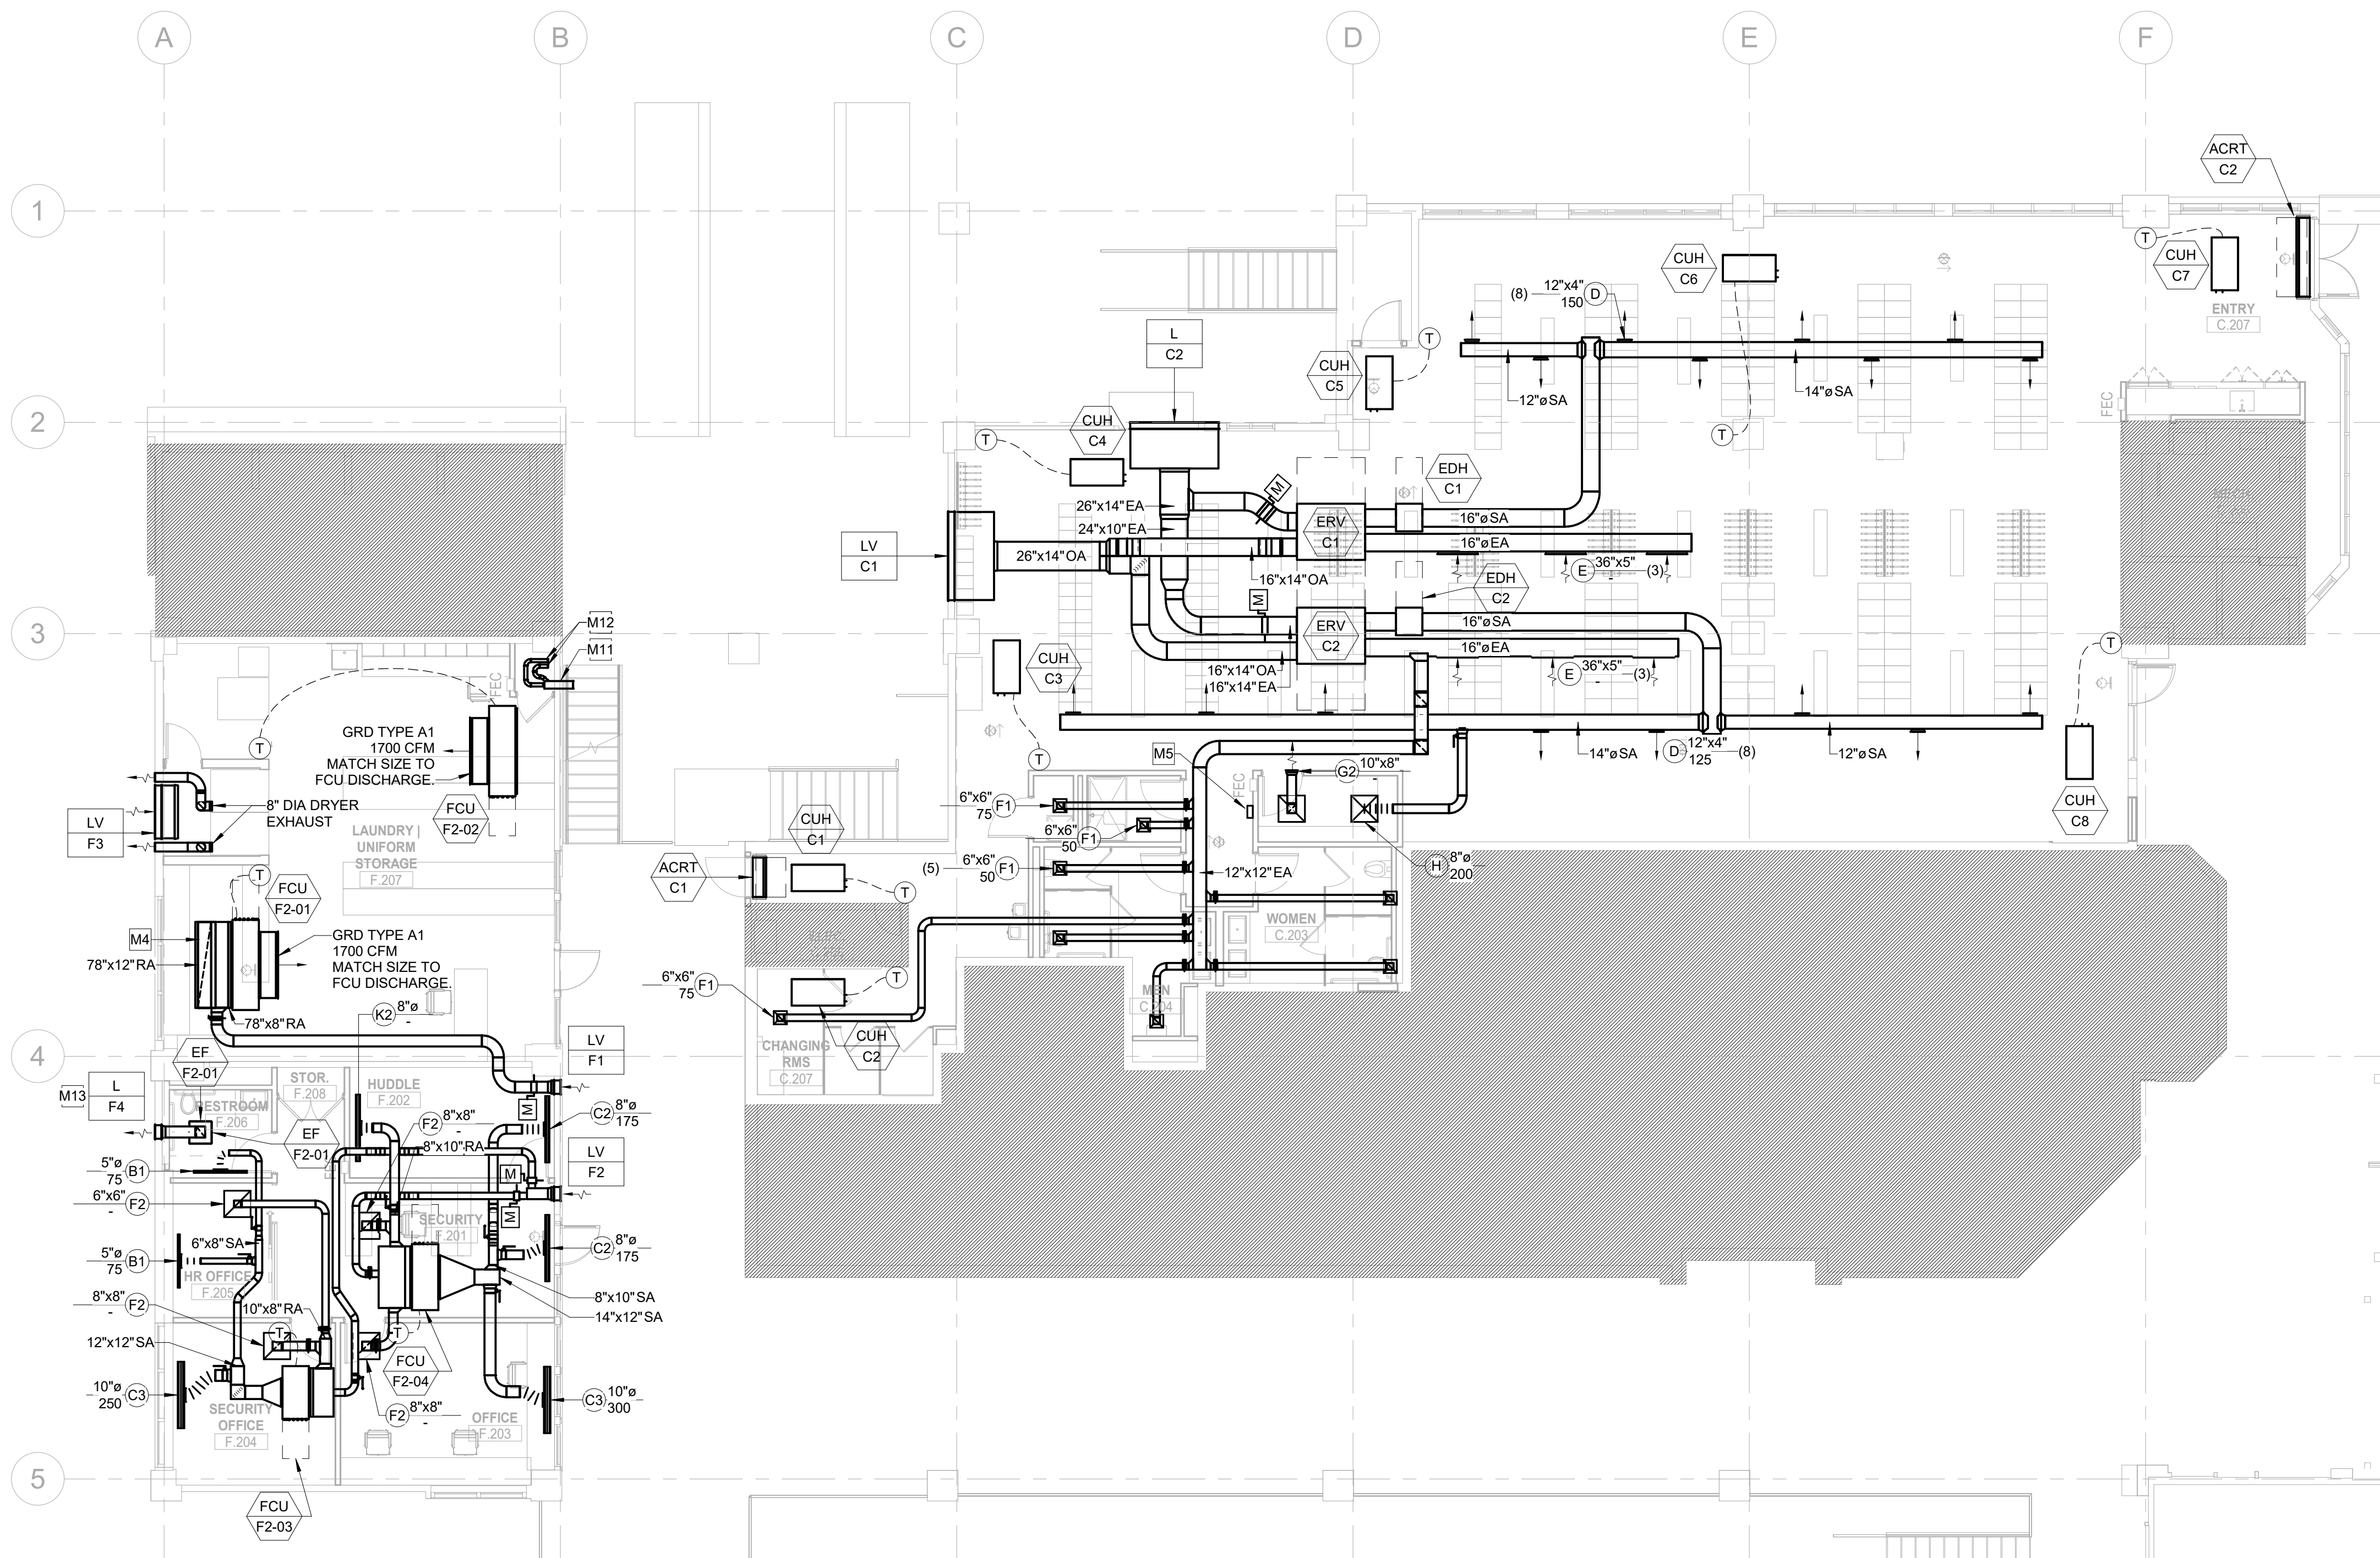 A
B
C
D
E
F
1
2
3
4
5
ACRT
C2
CUH
C7
ENTRY
C.207
CUH
C6
(8)
12"x4"
150
D
T
T
CUH
C5
12"øSA
14"øSA
FEC
L
C2
CUH
C4
T
T
EDH
C1
M
26"x14"EA
24"x10"EA
ERV
C1
16"øSA
16"øEA
LV
C1
26"x14"OA
16"x14"OA
E
36"x5"
-
(3)
EDH
C2
M
ERV
C2
16"øSA
16"øEA
16"x14"OA
16"x14"EA
E
36"x5"
-
(3)
CUH
C3
T
T
14"øSA
D
12"x4"
125
(8)
12"øSA
CUH
C8
M5
FEC
G2
10"x8"
-
H
8"ø
200
6"x6"
75
F1
6"x6"
50
F1
(5)
6"x6"
50
F1
12"x12"EA
WOMEN
C.203
MEN
C.204
CUH
C1
ACRT
C1
T
T
6"x6"
75
F1
CUH
C2
CHANGING
RMS
C.207
M12
M11
FEC
T
GRD TYPE A1
1700 CFM
MATCH SIZE TO
FCU DISCHARGE.
FCU
F2-02
8" DIA DRYER
EXHAUST
LV
F3
LAUNDRY |
UNIFORM
STORAGE
F.207
T
FCU
F2-01
M4
78"x12"RA
GRD TYPE A1
1700 CFM
MATCH SIZE TO
FCU DISCHARGE.
78"x8"RA
K2
8"ø
-
LV
F1
EF
F2-01
L
F4
M13
STOR.
F.208
HUDDLE
F.202
RESTROOM
F.206
EF
F2-01
F2
8"x8"
-
8"x10"RA
M
C2
8"ø
175
LV
F2
M
M
5"ø
75
B1
6"x6"
-
F2
SECURITY
F.201
6"x8"SA
C2
8"ø
175
5"ø
75
B1
HR OFFICE
F.205
8"x8"
-
F2
10"x8"RA
8"x10"SA
14"x12"SA
T
T
12"x12"SA
FCU
F2-04
10"ø
250
C3
C3
10"ø
300
SECURITY
OFFICE
F.204
F2
8"x8"
-
OFFICE
F.203
FCU
F2-03